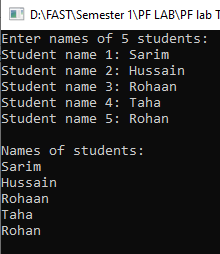 D:\FAST\Semester 1\PF LAB\PF lab T
Enter names of 5 students:
Student name 1: Sarim
Student name 2: Hussain
Student name 3: Rohaan
Student name 4: Taha
Student name 5: Rohan
Names of students:
Sarim
Hussain
Rohaan
Taha
Rohan